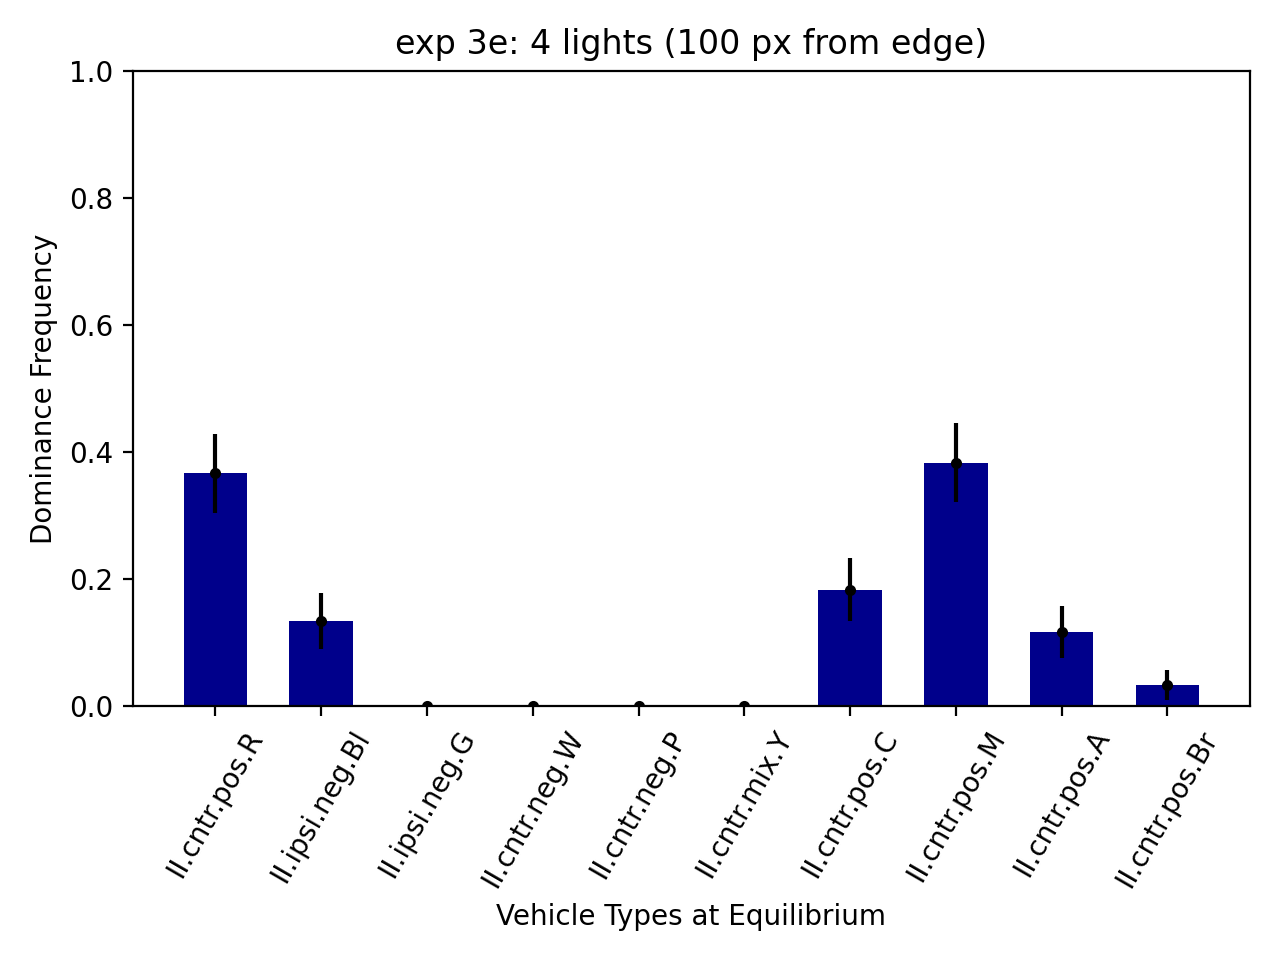 exp 3e: 4 lights (100 px from edge)
1.0
0.8
0.6
0.4
0.2
0.0
Dominance Frequency
II.cntr.pos.R
II.ipsi.neg.Bl
II.ipsi.neg.G
II.cntr.neg.W
II.cntr.neg.P
II.cntr.mix.Y
II.cntr.pos.C
II.cntr.pos.M
II.cntr.pos.A
II.cntr.pos.Br
Vehicle Types at Equilibrium